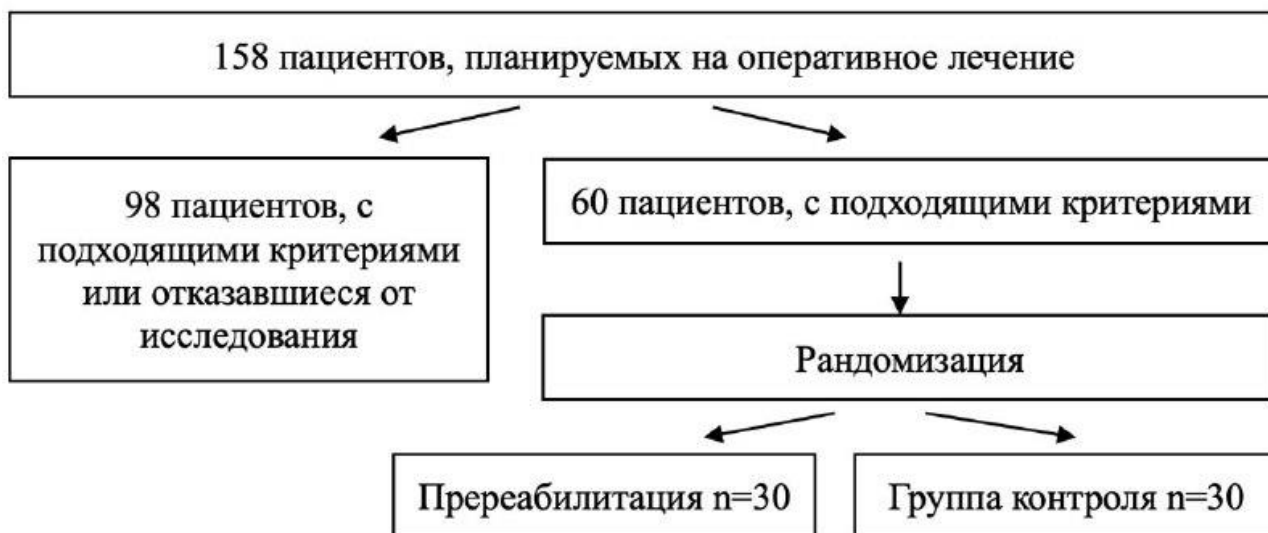 158 пациентов, планируемых на оперативное лечение
98 пациентов, с
подходящими критериями
или отказавшиеся от
исследования
60 пациентов, с подходящими критериями
Рандомизация
Пререабилитация n=30
Группа контроля n=30